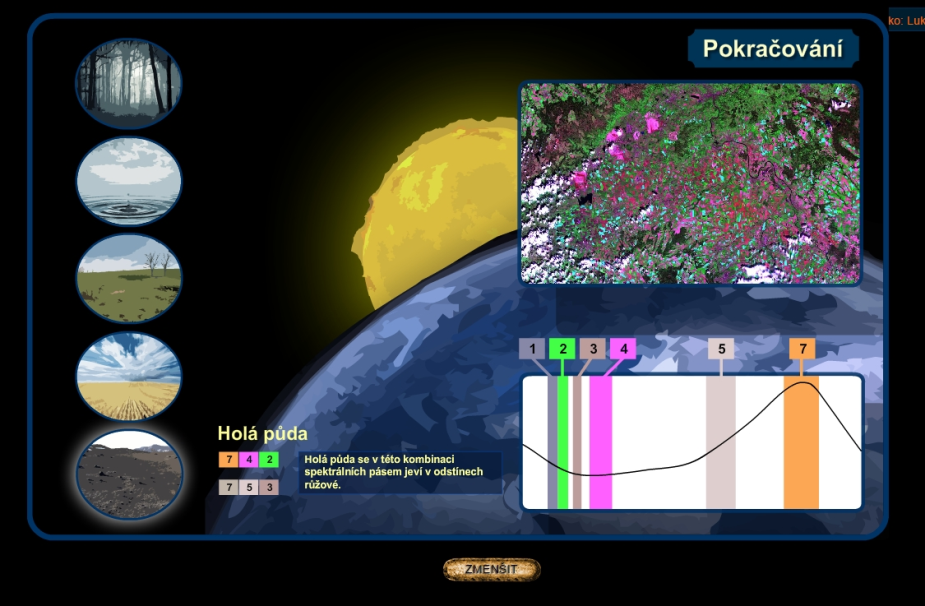 ko: Luk
Pokračování
1 2 3 4 5 7
Holá půda
7 4 2
7 5 3
Holá půda se v této kombinaci
spektrálních pásem jeví v odstínech
růžové.
ZMENŠIT